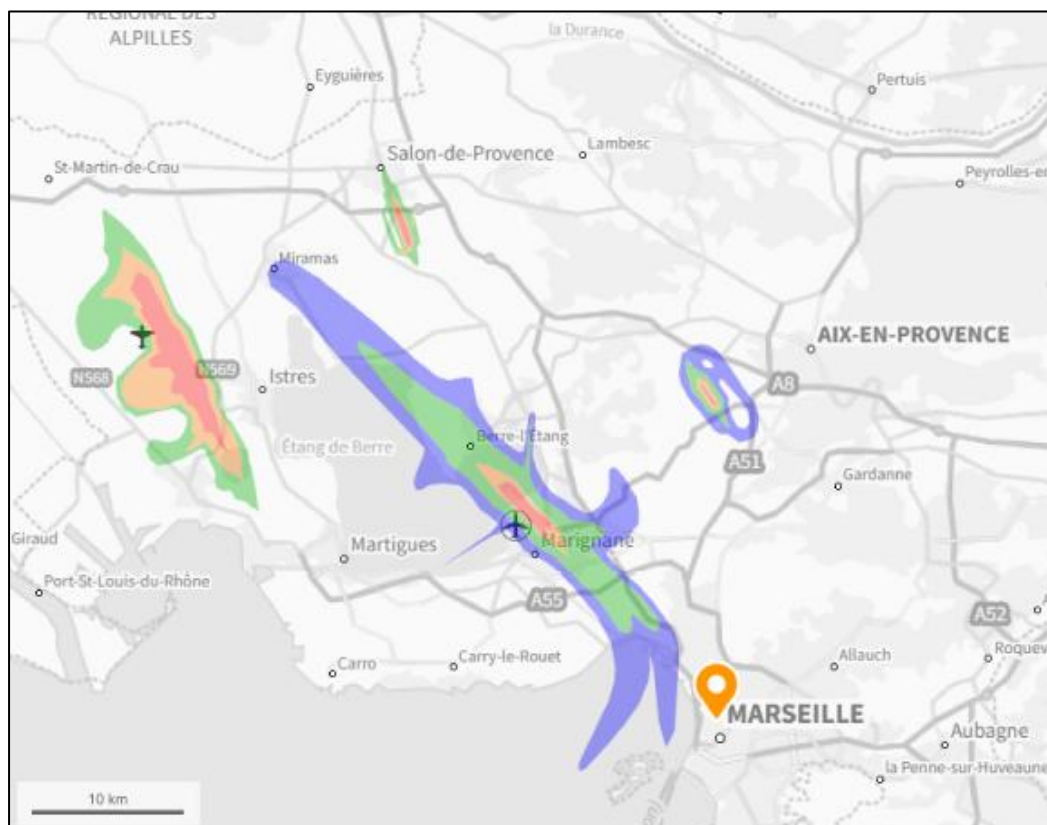 RÉGIONAL DES
ALPILLES
la Durance
Eyguières
Pertuis
Salon-de-Provence
Lambesc
St-Martin-de-Crau
Peyrolles-en
Miramas
AIX-EN-PROVENCE
N568
N569
Istres
A8
Étang de Berre
Berre-l'Étang
A51
Gardanne
Giraud
Martigues
Marignane
Port-St-Louis-du-Rhône
A55
A52
Carro
Carry-le-Rouet
Allauch
Roquev
MARSEILLE
Aubagne
la Penne-sur-Huveaune
10 km